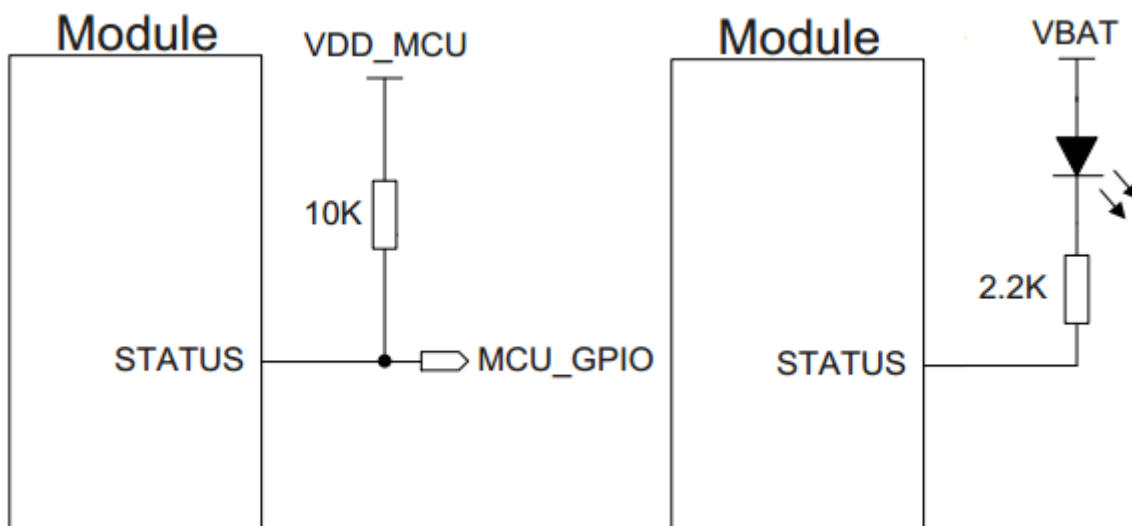 Module
VDD_MCU
10K
STATUS
MCU_GPIO
Module
VBAT
2.2K
STATUS